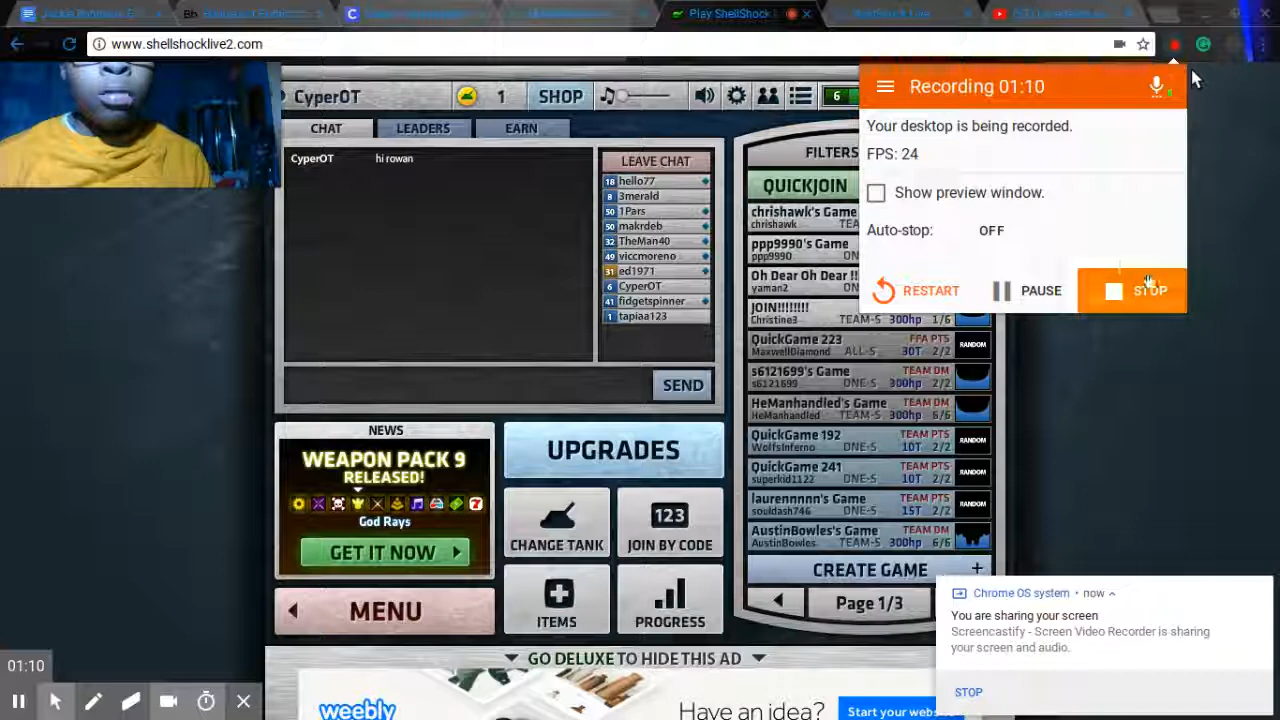 Play ShellShock
www.shellshocklive2.com
CyperOT
1
SHOP
6
Recording 01:10
Your desktop is being recorded.
FPS: 24
Show preview window.
Auto-stop: OFF
RESTART
PAUSE
STOP
CHAT
LEADERS
EARN
CyperOT hi rowan
LEAVE CHAT
18 hello77
8 3merald
50 1Pars
50 makrdeb
32 TheMan40
49 viccmoreno
31 ed1971
6 CyperOT
41 fidgetspinner
1 tapiaa123
SEND
FILTERS
QUICKJOIN
chrishawk's Game
chrishawk
ppp9990's Game
ppp9990
Oh Dear Oh Dear !!
yaman2
JOIN!!!!!!!!
Christine3 TEAM-S 300hp 1/6
QuickGame 223 FFA PTS
MaxwellDiamond ALL-S 30T 2/2 RANDOM
s6121699's Game TEAM DM
s6121699 ONE-S 300hp 2/2
HeManhandled's Game TEAM DM
HeManhandled TEAM-S 300hp 6/6
QuickGame 192 TEAM PTS
WolfsInferno ONE-S 10T 2/2 RANDOM
QuickGame 241 TEAM PTS
superkid1122 ONE-S 10T 2/2 RANDOM
laurennnnn's Game TEAM PTS
souldash746 ONE-S 15T 2/2 RANDOM
AustinBowles's Game TEAM DM
AustinBowles TEAM-S 300hp 6/6
CREATE GAME +
Page 1/3
NEWS
WEAPON PACK 9
RELEASED!
God Rays
GET IT NOW
MENU
UPGRADES
CHANGE TANK
123
JOIN BY CODE
ITEMS
PROGRESS
GO DELUXE TO HIDE THIS AD
weebly
Have an idea?
Start your webs
Chrome OS system • now
You are sharing your screen
Screencastify - Screen Video Recorder is sharing
your screen and audio.
STOP
01:10